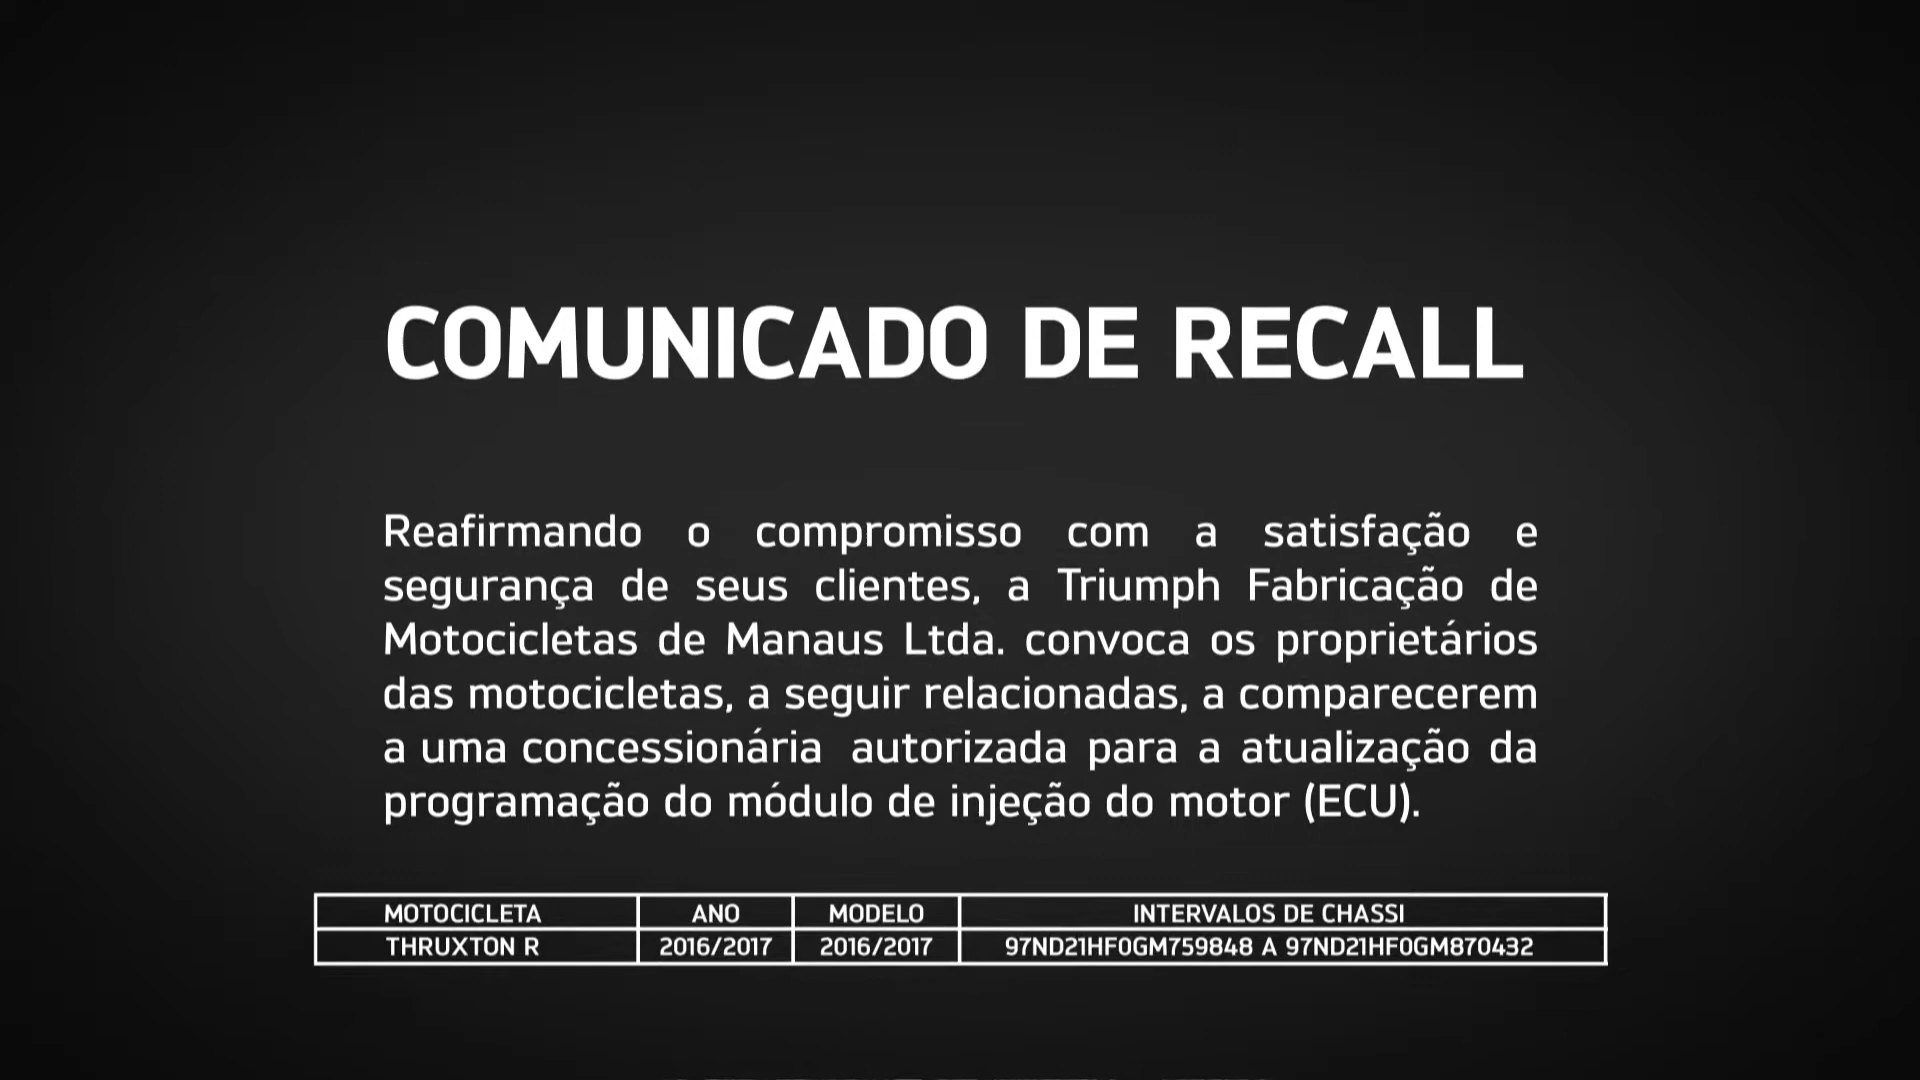 COMUNICADO DE RECALL
Reafirmando o compromisso com a satisfação e
segurança de seus clientes, a Triumph Fabricação de
Motocicletas de Manaus Ltda. convoca os proprietários
das motocicletas, a seguir relacionadas, a comparecerem
a uma concessionária autorizada para a atualização da
programação do módulo de injeção do motor (ECU).
MOTOCICLETA ANO MODELO INTERVALOS DE CHASSI
THRUXTON R 2016/2017 2016/2017 97ND21HF0GM759848 A 97ND21HF0GM870432